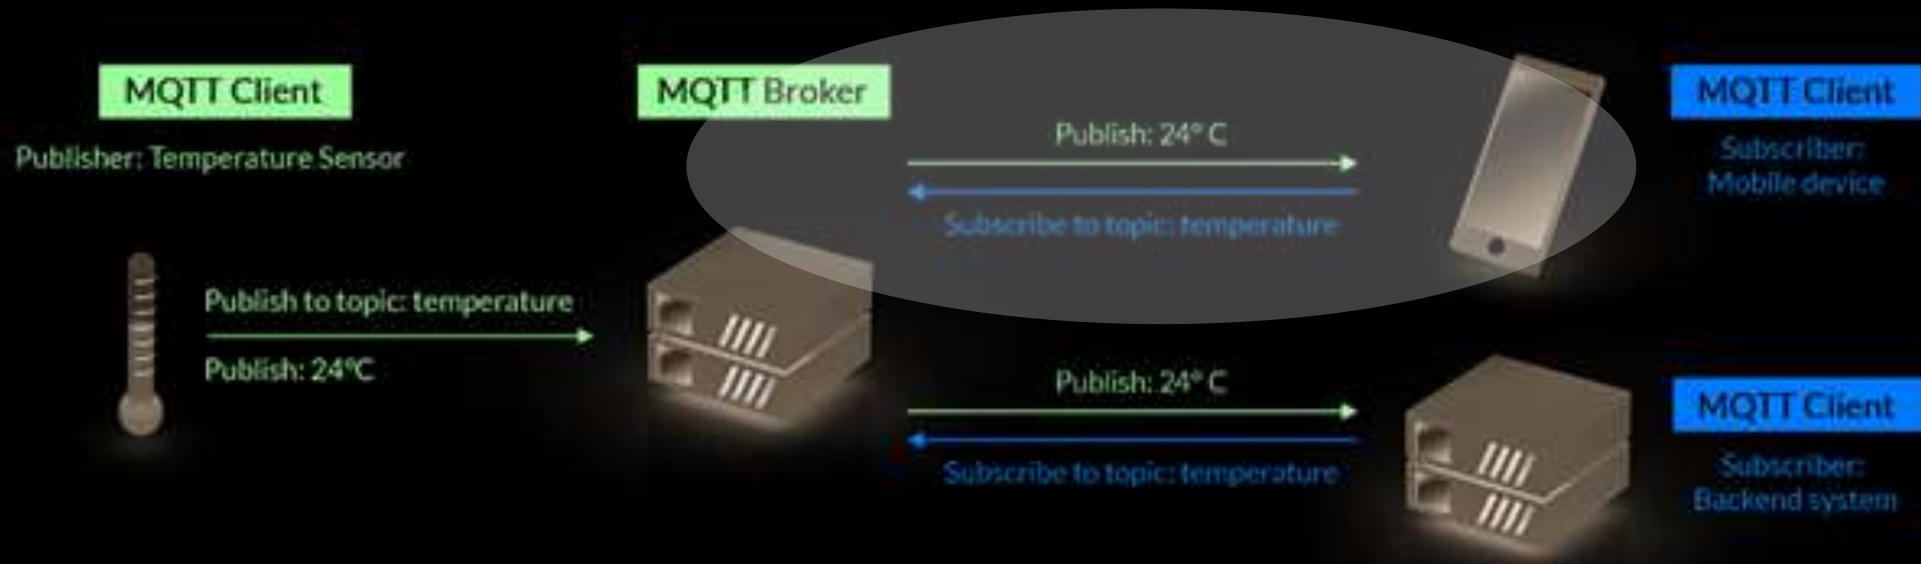 MQTT Client
Publisher: Temperature Sensor
Publish to topic: temperature
Publish: 24°C
MQTT Broker
Publish: 24° C
Subscribe to topic: temperature
MQTT Client
Subscriber:
Mobile device
Publish: 24° C
Subscribe to topic: temperature
MQTT Client
Subscriber:
Backend system